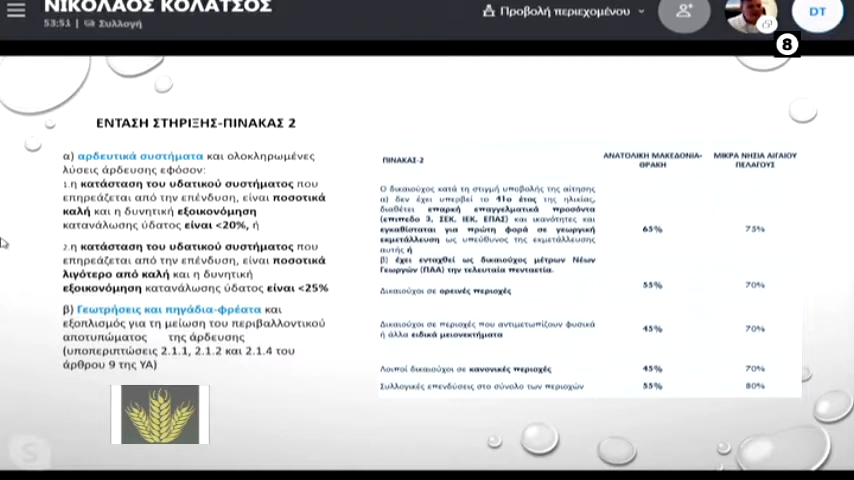 ΝΙΚΟΛΑΟΣ ΚΟΛΑΤΣΟΣ
53:51 | Συλλογή
Προβολή περιεχομένου
DT
8
ΕΝΤΑΣΗ ΣΤΗΡΙΞΗΣ-ΠΙΝΑΚΑΣ 2
α) αρδευτικά συστήματα και ολοκληρωμένες
λύσεις άρδευσης εφόσον:
1.η κατάσταση του υδατικού συστήματος που
επηρεάζεται από την επένδυση, είναι ποσοτικά
καλή και η δυνητική εξοικονόμηση
κατανάλωσης ύδατος είναι <20%, ή
2.η κατάσταση του υδατικού συστήματος που
επηρεάζεται από την επένδυση, είναι ποσοτικά
λιγότερο από καλή και η δυνητική
εξοικονόμηση κατανάλωσης ύδατος είναι <25%
β) Γεωτρήσεις και πηγάδια-φρέατα και
εξοπλισμός για τη μείωση του περιβαλλοντικού
αποτυπώματος της άρδευσης
(υποπεριπτώσεις 2.1.1, 2.1.2 και 2.1.4 του
άρθρου 9 της ΥΑ)
ΠΙΝΑΚΑΣ-2 ΑΝΑΤΟΛΙΚΗ ΜΑΚΕΔΟΝΙΑ- ΜΙΚΡΑ ΝΗΣΙΑ ΑΙΓΑΙΟΥ
ΘΡΑΚΗ ΠΕΛΑΓΟΥΣ
Ο δικαιούχος κατά τη στιγμή υποβολής της αίτησης
α) δεν έχει υπερβεί το 41ο έτος της ηλικίας,
διαθέτει επαρκή επαγγελματικά προσόντα
(επιπεδο 3, ΣΕΚ, ΙΕΚ, ΕΠΑΣ) και ικανότητες και
εγκαθίσταται για πρώτη φορά σε γεωργική 65% 75%
εκμετάλλευση ως υπεύθυνος της εκμετάλλευσης
αυτής ή
β) έχει ενταχθεί ως δικαιούχος μέτρων Νέων
Γεωργών (ΠΑΑ) την τελευταία πενταετία.
Δικαιούχοι σε ορεινές περιοχές 55% 70%
Δικαιούχοι σε περιοχές που αντιμετωπίζουν φυσικά
ή άλλα ειδικά μειονεκτήματα 45% 70%
Λοιποί δικαιούχοι σε κανονικές περιοχές 45% 70%
Συλλογικές επενδύσεις στο σύνολο των περιοχών 55% 80%